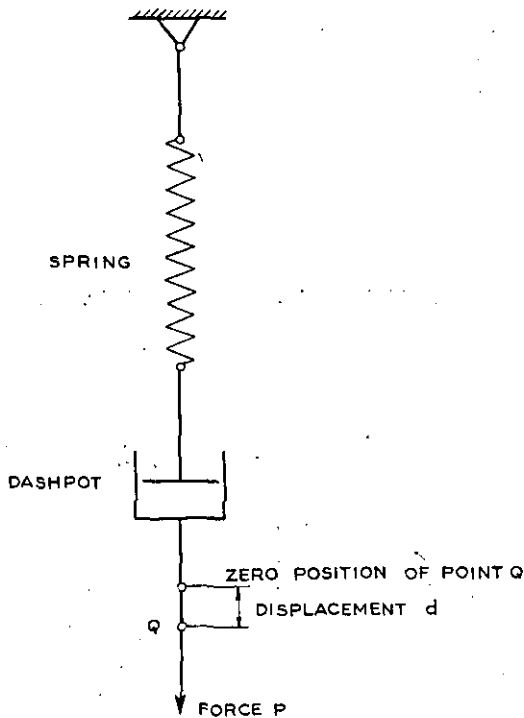 SPRING
DASHPOT
ZERO POSITION OF POINT Q
DISPLACEMENT d
Q
FORCE P